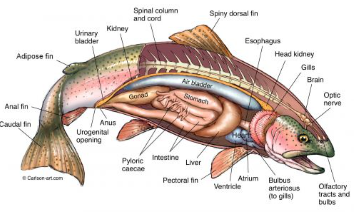 Spinal column
and cord
Spiny dorsal fin
Urinary
bladder
Kidney
Esophagus
Adipose fin
Head kidney
Gills
Brain
Optic
nerve
Air bladder
Gonad
Stomach
Heart
Anal fin
Caudal fin
Anus
Urogenital
opening
Pyloric
caecae
Intestine
Liver
Pectoral fin
Ventricle
Atrium
Bulbus
arteriosus
(to gills)
Olfactory
tracts and
bulbs
© Carlson-art.com